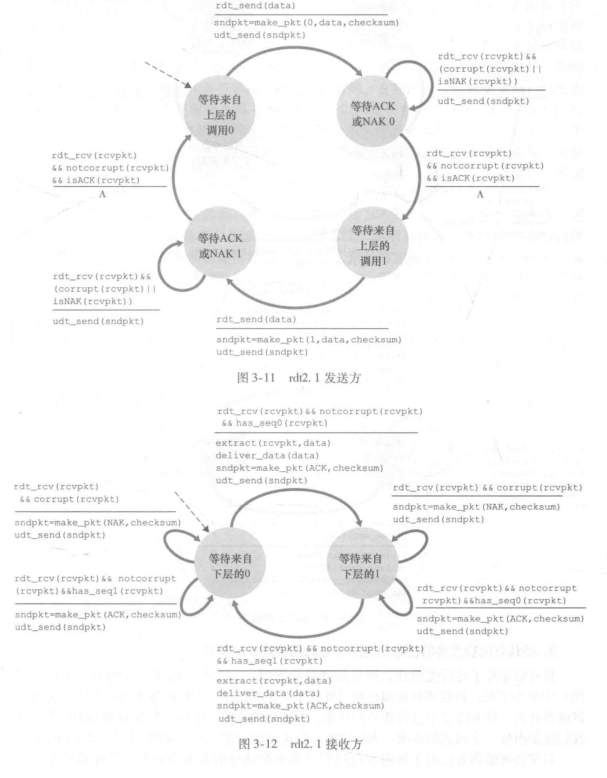 rdt_send(data)
sndpkt=make_pkt(0,data,checksum)
udt_send(sndpkt)
等待来自
上层的
调用0
等待ACK
或NAK 0
rdt_rcv(rcvpkt)&&
(corrupt(rcvpkt)||
isNAK(rcvpkt))
udt_send(sndpkt)
rdt_rcv(rcvpkt)
&& notcorrupt(rcvpkt)
&& isACK(rcvpkt)
Λ
rdt_rcv(rcvpkt)
&& notcorrupt(rcvpkt)
&& isACK(rcvpkt)
Λ
等待ACK
或NAK 1
等待来自
上层的
调用1
rdt_rcv(rcvpkt)&&
(corrupt(rcvpkt)||
isNAK(rcvpkt))
udt_send(sndpkt)
rdt_send(data)
sndpkt=make_pkt(1,data,checksum)
udt_send(sndpkt)
图 3-11 rdt2.1 发送方
rdt_rcv(rcvpkt)&& notcorrupt(rcvpkt)
&& has_seq0(rcvpkt)
extract(rcvpkt,data)
deliver_data(data)
sndpkt=make_pkt(ACK,checksum)
udt_send(sndpkt)
rdt_rcv(rcvpkt)
&& corrupt(rcvpkt)
sndpkt=make_pkt(NAK,checksum)
udt_send(sndpkt)
rdt_rcv(rcvpkt) && corrupt(rcvpkt)
sndpkt=make_pkt(NAK,checksum)
udt_send(sndpkt)
等待来自
下层的0
等待来自
下层的1
rdt_rcv(rcvpkt)&& notcorrupt
(rcvpkt)&&has_seq1(rcvpkt)
sndpkt=make_pkt(ACK,checksum)
udt_send(sndpkt)
rdt_rcv(rcvpkt)&& notcorrupt
rcvpkt)&&has_seq0(rcvpkt)
sndpkt=make_pkt(ACK,checksum)
udt_send(sndpkt)
rdt_rcv(rcvpkt) && notcorrupt(rcvpkt)
&& has_seq1(rcvpkt)
extract(rcvpkt,data)
deliver_data(data)
sndpkt=make_pkt(ACK,checksum)
udt_send(sndpkt)
图 3-12 rdt2.1 接收方